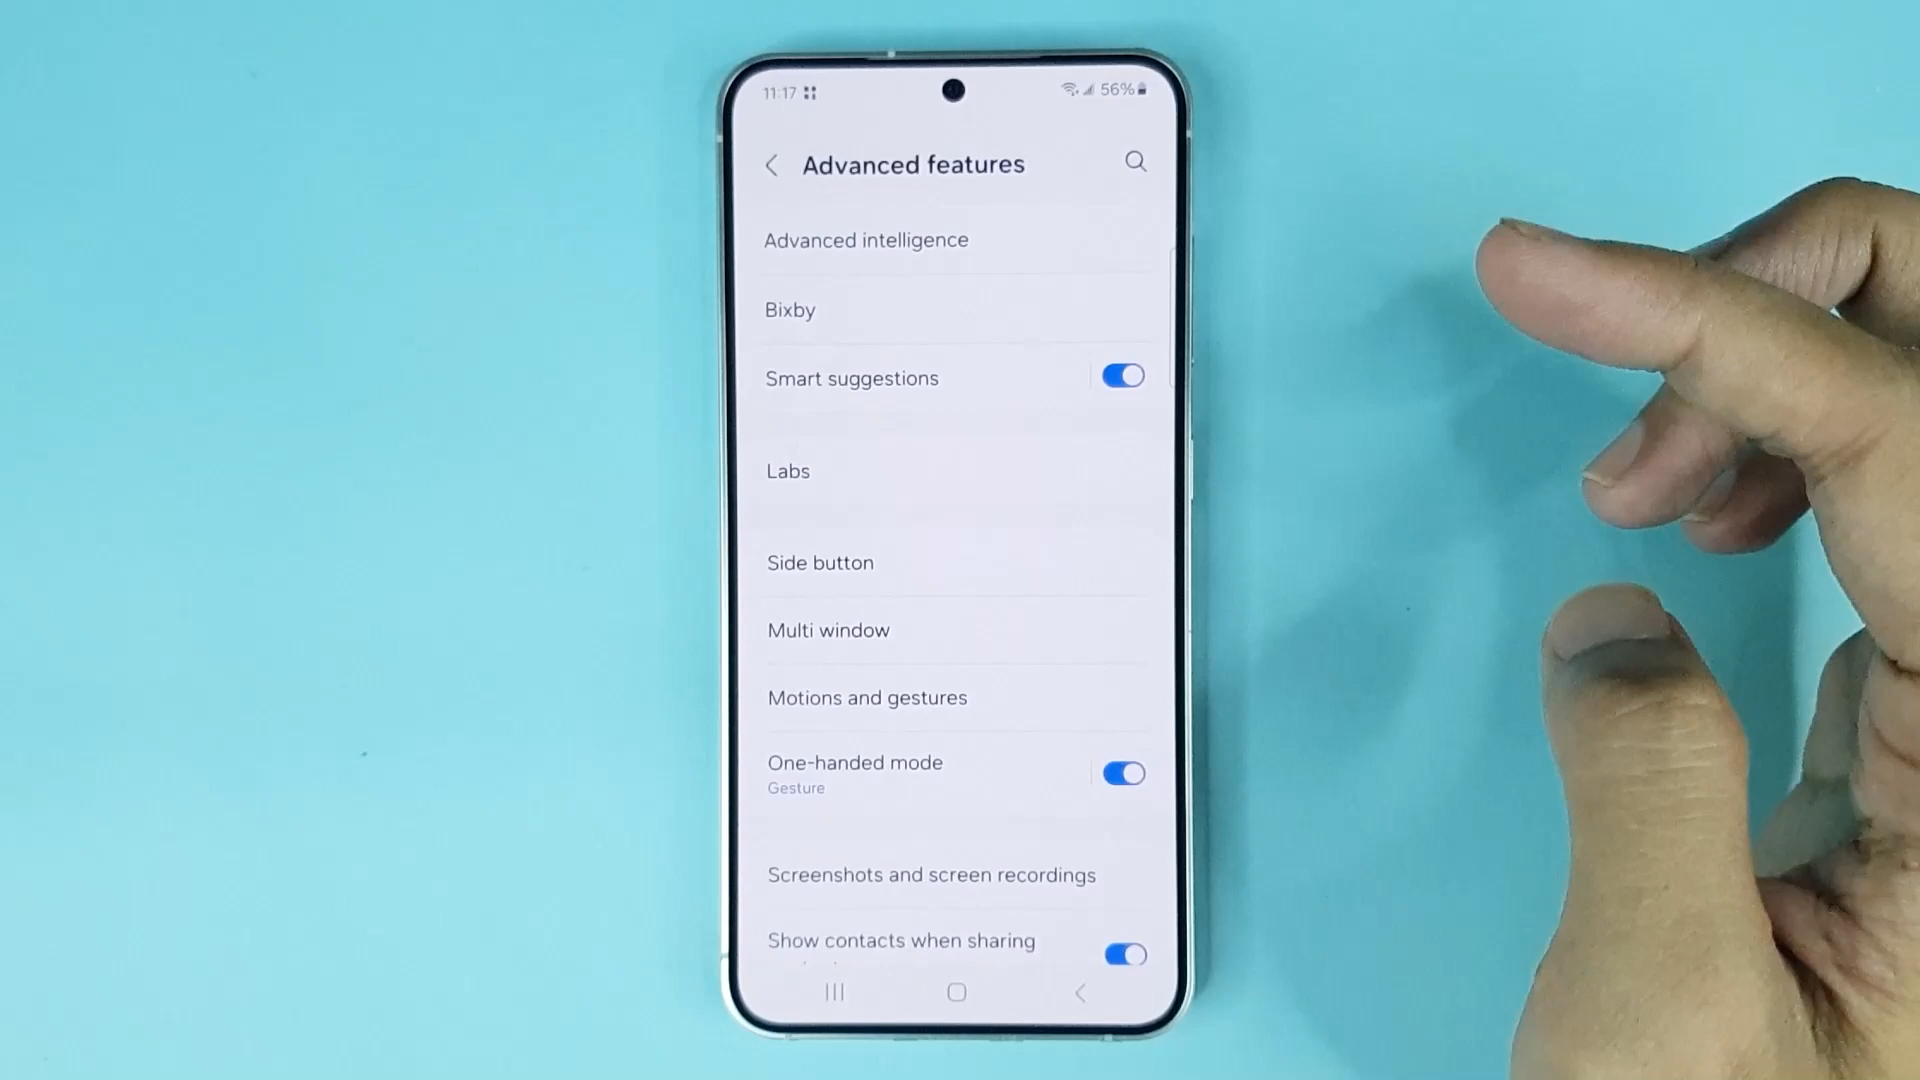 11:17
56%
Advanced features
Advanced intelligence
Bixby
Smart suggestions
Labs
Side button
Multi window
Motions and gestures
One-handed mode
Gesture
Screenshots and screen recordings
Show contacts when sharing